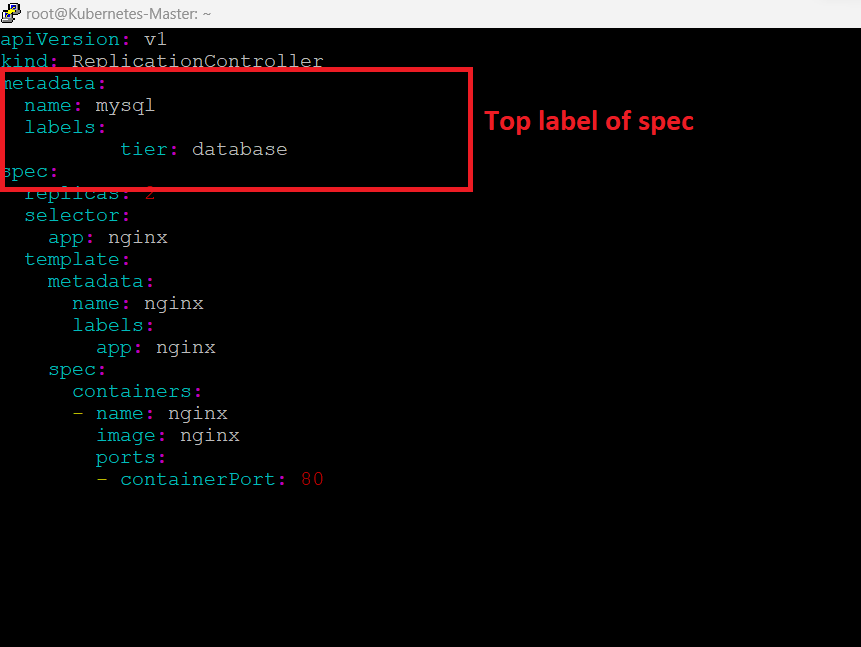 root@Kubernetes-Master: ~
apiVersion: v1
kind: ReplicationController
metadata:
  name: mysql
  labels:
          tier: database
Top label of spec
spec:
  replicas: 2
  selector:
    app: nginx
  template:
    metadata:
      name: nginx
      labels:
        app: nginx
    spec:
      containers:
      - name: nginx
        image: nginx
        ports:
        - containerPort: 80